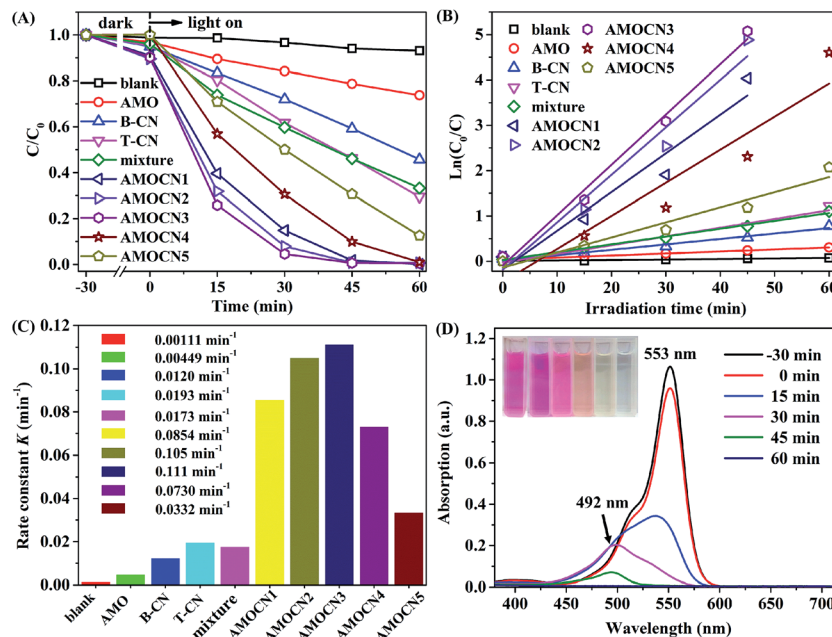 (A)
dark
light on
1.0
0.8
0.6
0.4
0.2
0.0
C/C0
blank
AMO
B-CN
T-CN
mixture
AMOCN1
AMOCN2
AMOCN3
AMOCN4
AMOCN5
-30 0 15 30 45 60
Time (min)
(B)
5
4
3
2
1
0
Ln(C0/C)
blank
AMO
B-CN
T-CN
mixture
AMOCN1
AMOCN2
AMOCN3
AMOCN4
AMOCN5
0 10 20 30 40 50 60
Irradiation time (min)
(C)
0.12
0.10
0.08
0.06
0.04
0.02
0.00
Rate constant K (min-1)
0.00111 min-1
0.00449 min-1
0.0120 min-1
0.0193 min-1
0.0173 min-1
0.0854 min-1
0.105 min-1
0.111 min-1
0.0730 min-1
0.0332 min-1
blank
AMO
B-CN
T-CN
mixture
AMOCN1
AMOCN2
AMOCN3
AMOCN4
AMOCN5
(D)
1.2
1.0
0.8
0.6
0.4
0.2
0.0
Absorption (a.u.)
553 nm
492 nm
-30 min
0 min
15 min
30 min
45 min
60 min
400 450 500 550 600 650 700
Wavelength (nm)